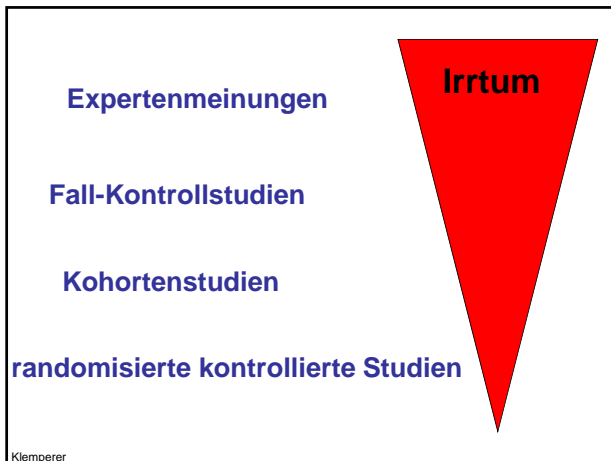 Irrtum
Expertenmeinungen
Fall-Kontrollstudien
Kohortenstudien
randomisierte kontrollierte Studien
Klemperer